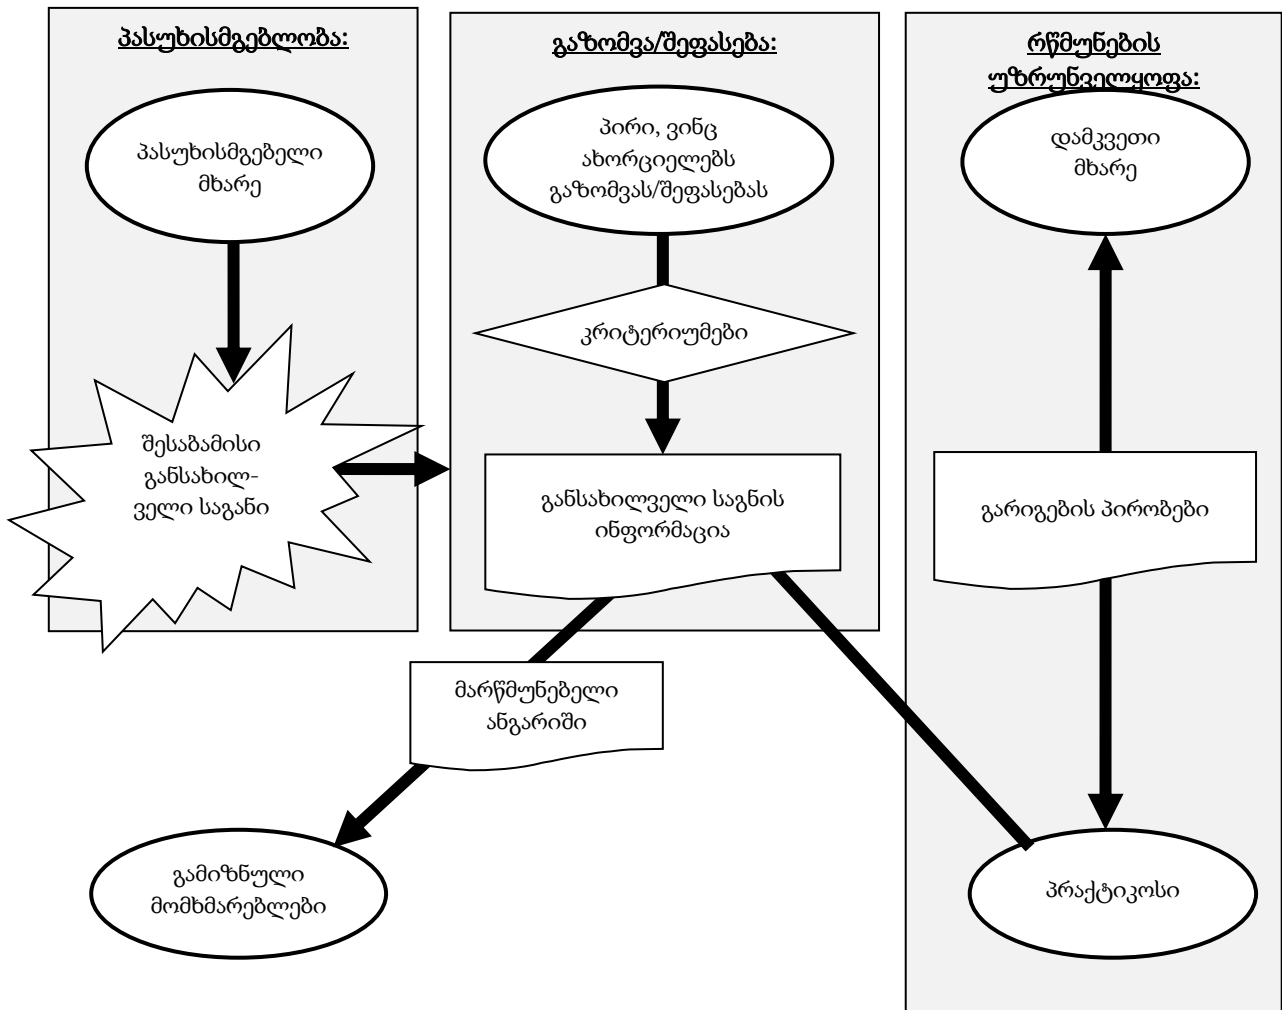 პასუხისმგებლობა:
პასუხისმგებელი
მხარე
შესაბამისი
განსახილ-
ველი საგანი
გაზომვა/შეფასება:
პირი, ვინც
ახორციელებს
გაზომვას/შეფასებას
კრიტერიუმები
განსახილველი საგნის
ინფორმაცია
რწმუნების
უზრუნველყოფა:
დამკვეთი
მხარე
გარიგების პირობები
მარწმუნებელი
ანგარიში
გამიზნული
მომხმარებლები
პრაქტიკოსი